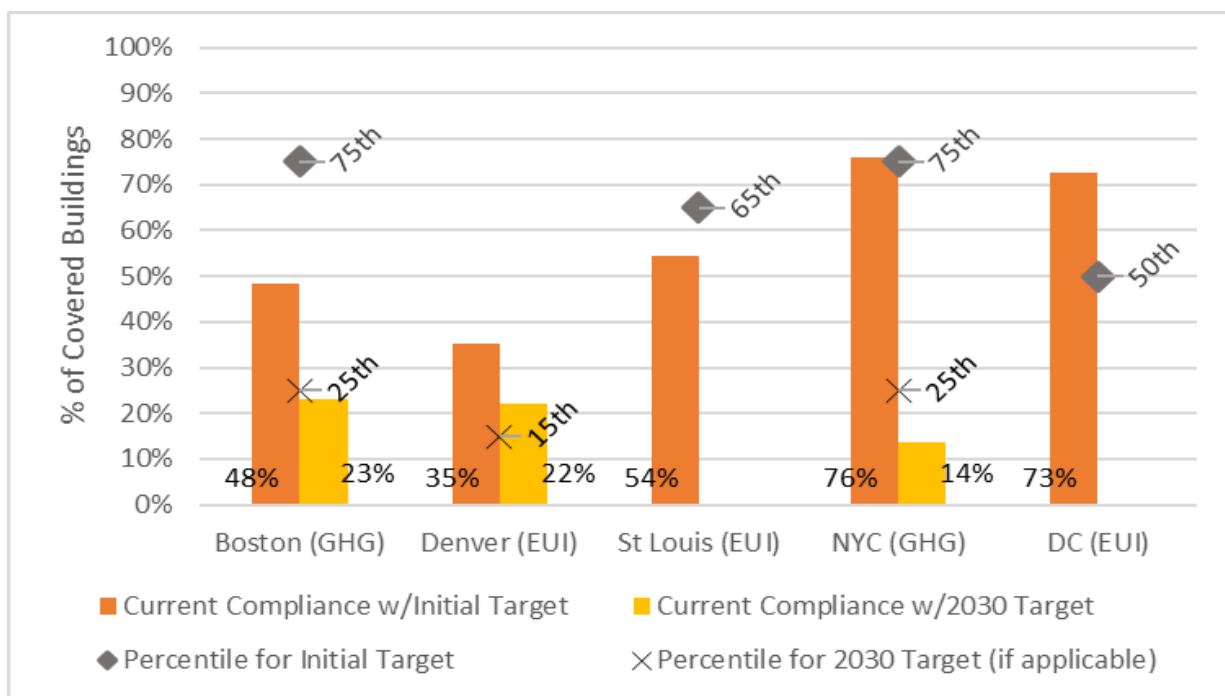 100%
90%
80%
70%
60%
50%
40%
30%
20%
10%
0%
% of Covered Buildings
75th
25th
48%
23%
15th
35%
22%
65th
54%
75th
25th
76%
14%
50th
73%
Boston (GHG)
Denver (EUI)
St Louis (EUI)
NYC (GHG)
DC (EUI)
Current Compliance w/Initial Target
Current Compliance w/2030 Target
Percentile for Initial Target
Percentile for 2030 Target (if applicable)